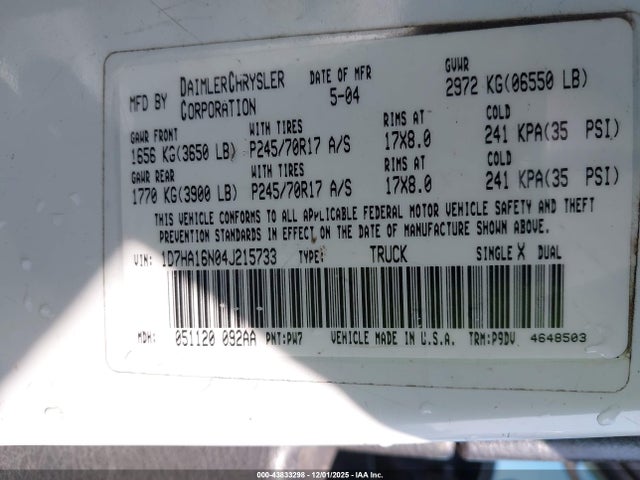 MFD BY DAIMLERCHRYSLER CORPORATION DATE OF MFR 5-04 GVWR 2972 KG(06550 LB)
GAWR FRONT WITH TIRES RIMS AT COLD
1656 KG(3650 LB) P245/70R17 A/S 17X8.0 241 KPA(35 PSI)
GAWR REAR WITH TIRES RIMS AT COLD
1770 KG(3900 LB) P245/70R17 A/S 17X8.0 241 KPA(35 PSI)
THIS VEHICLE CONFORMS TO ALL APPLICABLE FEDERAL MOTOR VEHICLE SAFETY AND THEFT
PREVENTION STANDARDS IN EFFECT ON THE DATE OF MANUFACTURE SHOWN ABOVE.
VIN: 1D7HA16N04J215733 TYPE: TRUCK SINGLE X DUAL
MDH: 051120 092AA PNT:PW7 VEHICLE MADE IN U.S.A. TRM:P9DV 4648503
000-43833298 - 12/01/2025 - IAA Inc.